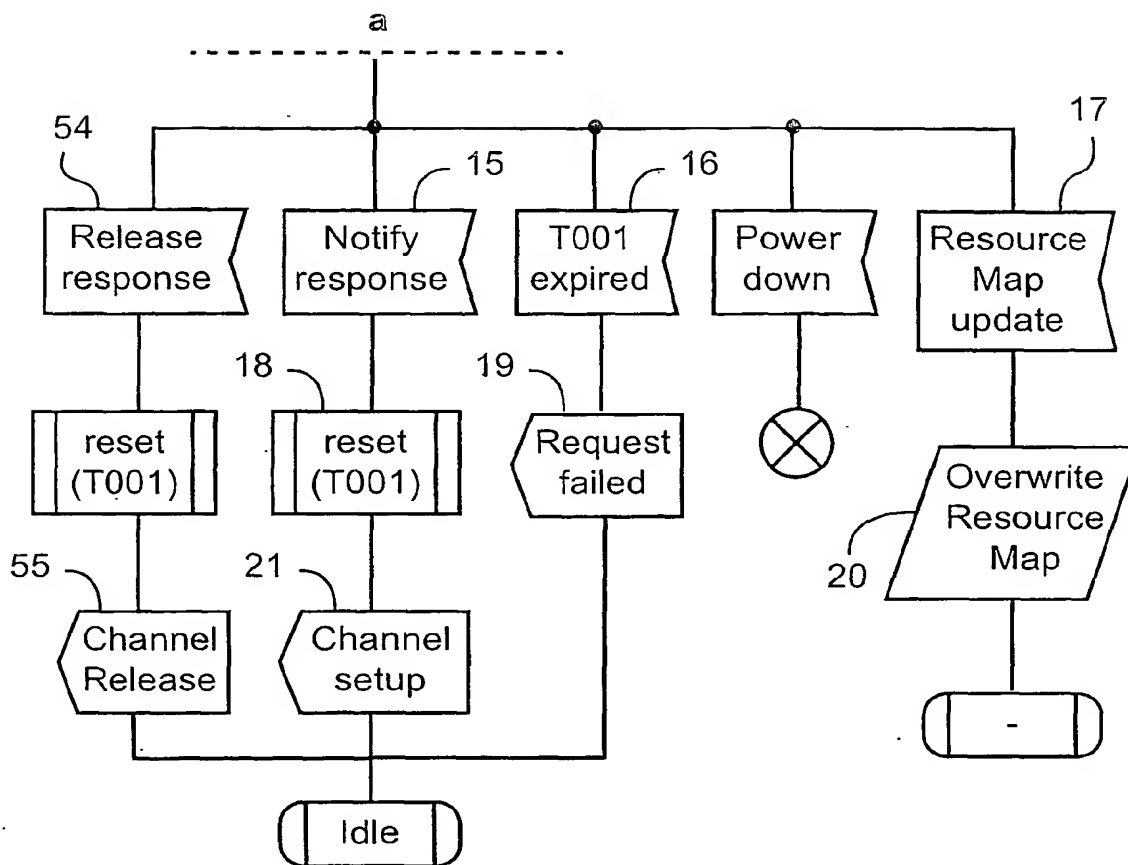 a
54
15
16
17
Release
response
Notify
response
T001
expired
Power
down
Resource
Map
update
18
19
reset
(T001)
reset
(T001)
Request
failed
Overwrite
Resource
Map
20
55
21
Channel
Release
Channel
setup
-
Idle